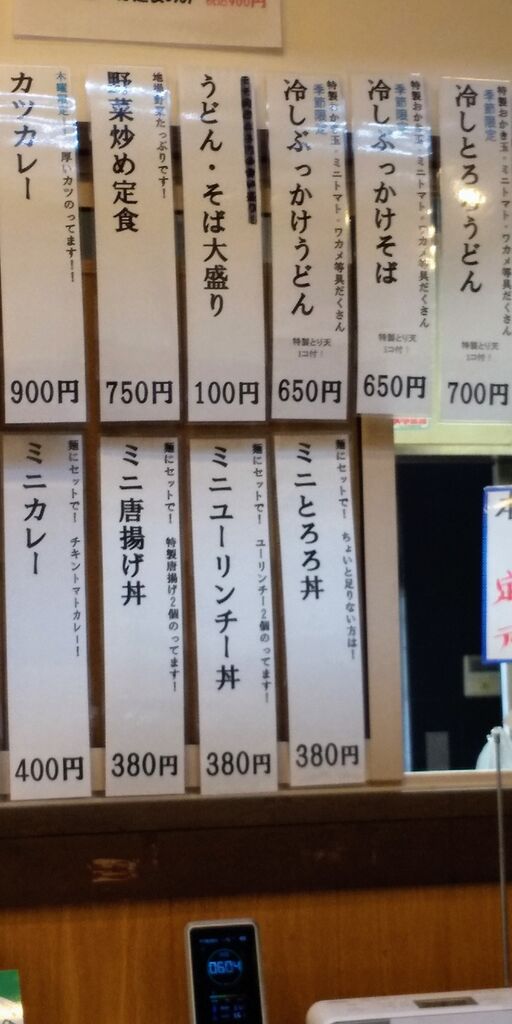 税込900円
特製おかき玉・ミニトマト・ワカメ等具だくさん
季節限定
冷しとろろうどん
特製とり天
1コ付！
700円
特製おかき玉・ミニトマト・ワカメ等具だくさん
季節限定
冷しぶっかけそば
特製とり天
1コ付！
650円
特製おかき玉・ミニトマト・ワカメ等具だくさん
季節限定
冷しぶっかけうどん
特製とり天
1コ付！
650円
うどん・そば大盛り
100円
地場野菜たっぷりです！
野菜炒め定食
750円
木曜限定
厚いカツのってます！！
カツカレー
900円
麺にセットで！ ちょいと足りない方は！
ミニとろろ丼
380円
麺にセットで！ ユーリンチー2個のってます！
ミニユーリンチー丼
380円
麺にセットで！ 特製唐揚げ2個のってます！
ミニ唐揚げ丼
380円
麺にセットで！ チキントマトカレー！
ミニカレー
400円
0604